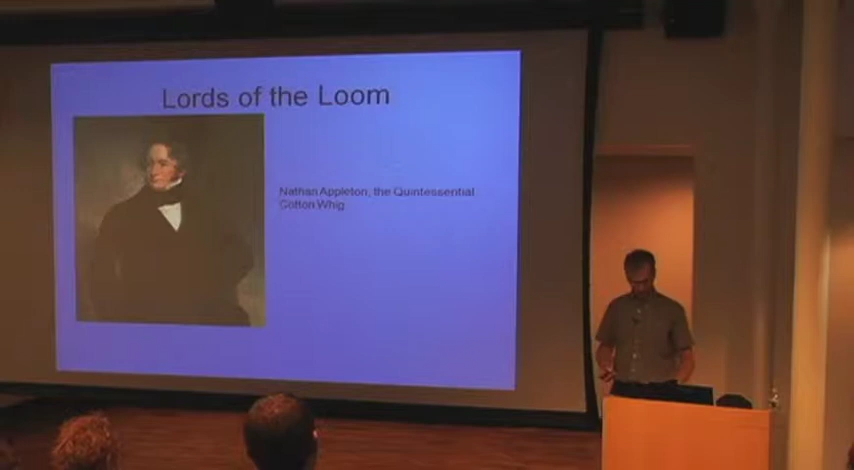 Lords of the Loom
Nathan Appleton, the Quintessential
Cotton Whig